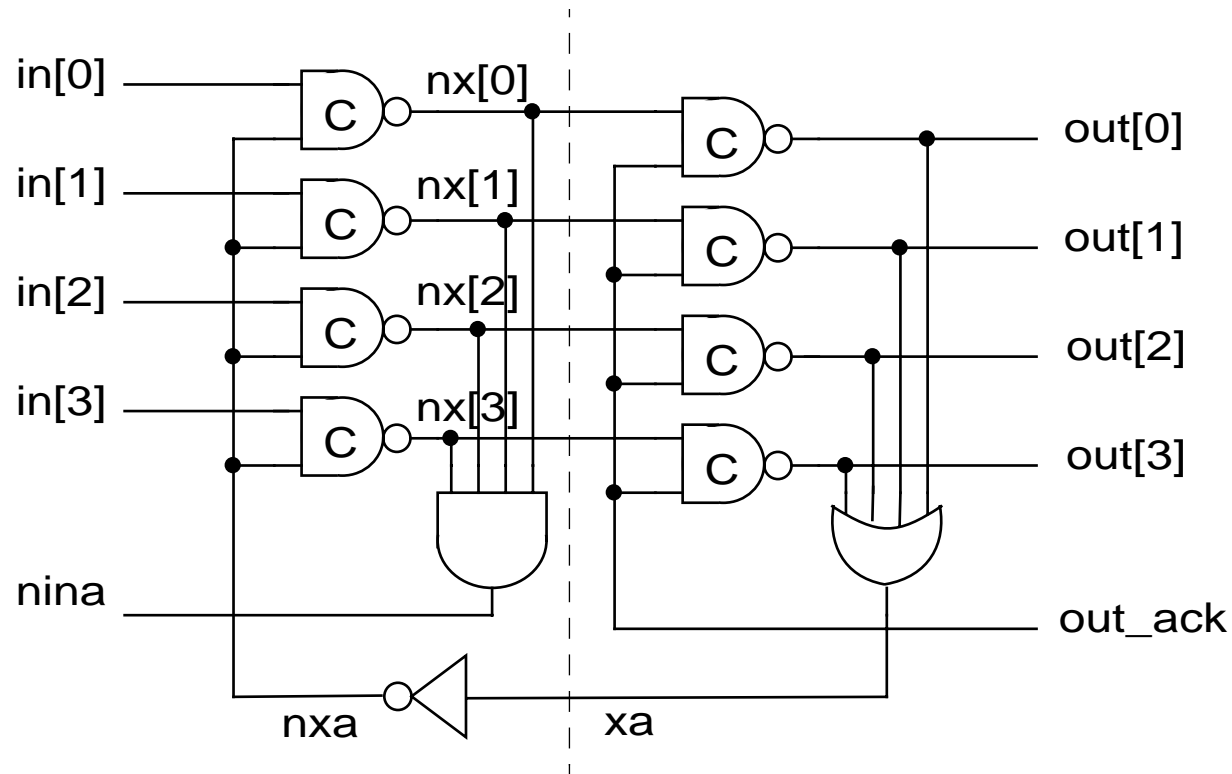 in[0]
nx[0]
C
C
out[0]
in[1]
nx[1]
C
C
out[1]
in[2]
nx[2]
C
C
out[2]
in[3]
nx[3]
C
C
out[3]
nina
out_ack
nxa
xa